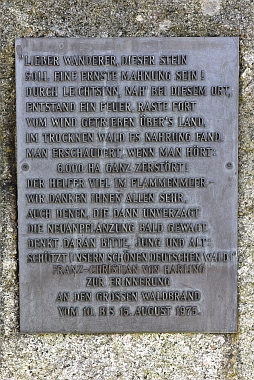 "LIEBER WANDERER, DIESER STEIN
SOLL EINE ERNSTE MAHNUNG SEIN!
DURCH LEICHTSINN, NAH' BEI DIESEM ORT,
ENTSTAND EIN FEUER, RASTE FORT
VOM WIND GETRIEBEN ÜBER'S LAND,
IM TROCKNEN WALD ES NAHRUNG FAND.
MAN ERSCHAUDERT, WENN MAN HÖRT:
6.000 HA GANZ ZERSTÖRT!
DER HELFER VIEL IM FLAMMENMEER -
WIR DANKEN IHNEN ALLEN SEHR,
AUCH DENEN, DIE DANN UNVERZAGT
DIE NEUANPFLANZUNG BALD GEWAGT.
DENKT DARAN BITTE, JUNG UND ALT:
SCHÜTZT UNSERN SCHÖNEN DEUTSCHEN WALD"
FRANZ-CHRISTIAN VON HARLING
ZUR ERINNERUNG
AN DEN GROSSEN WALDBRAND
VOM 10. BIS 15. AUGUST 1975.